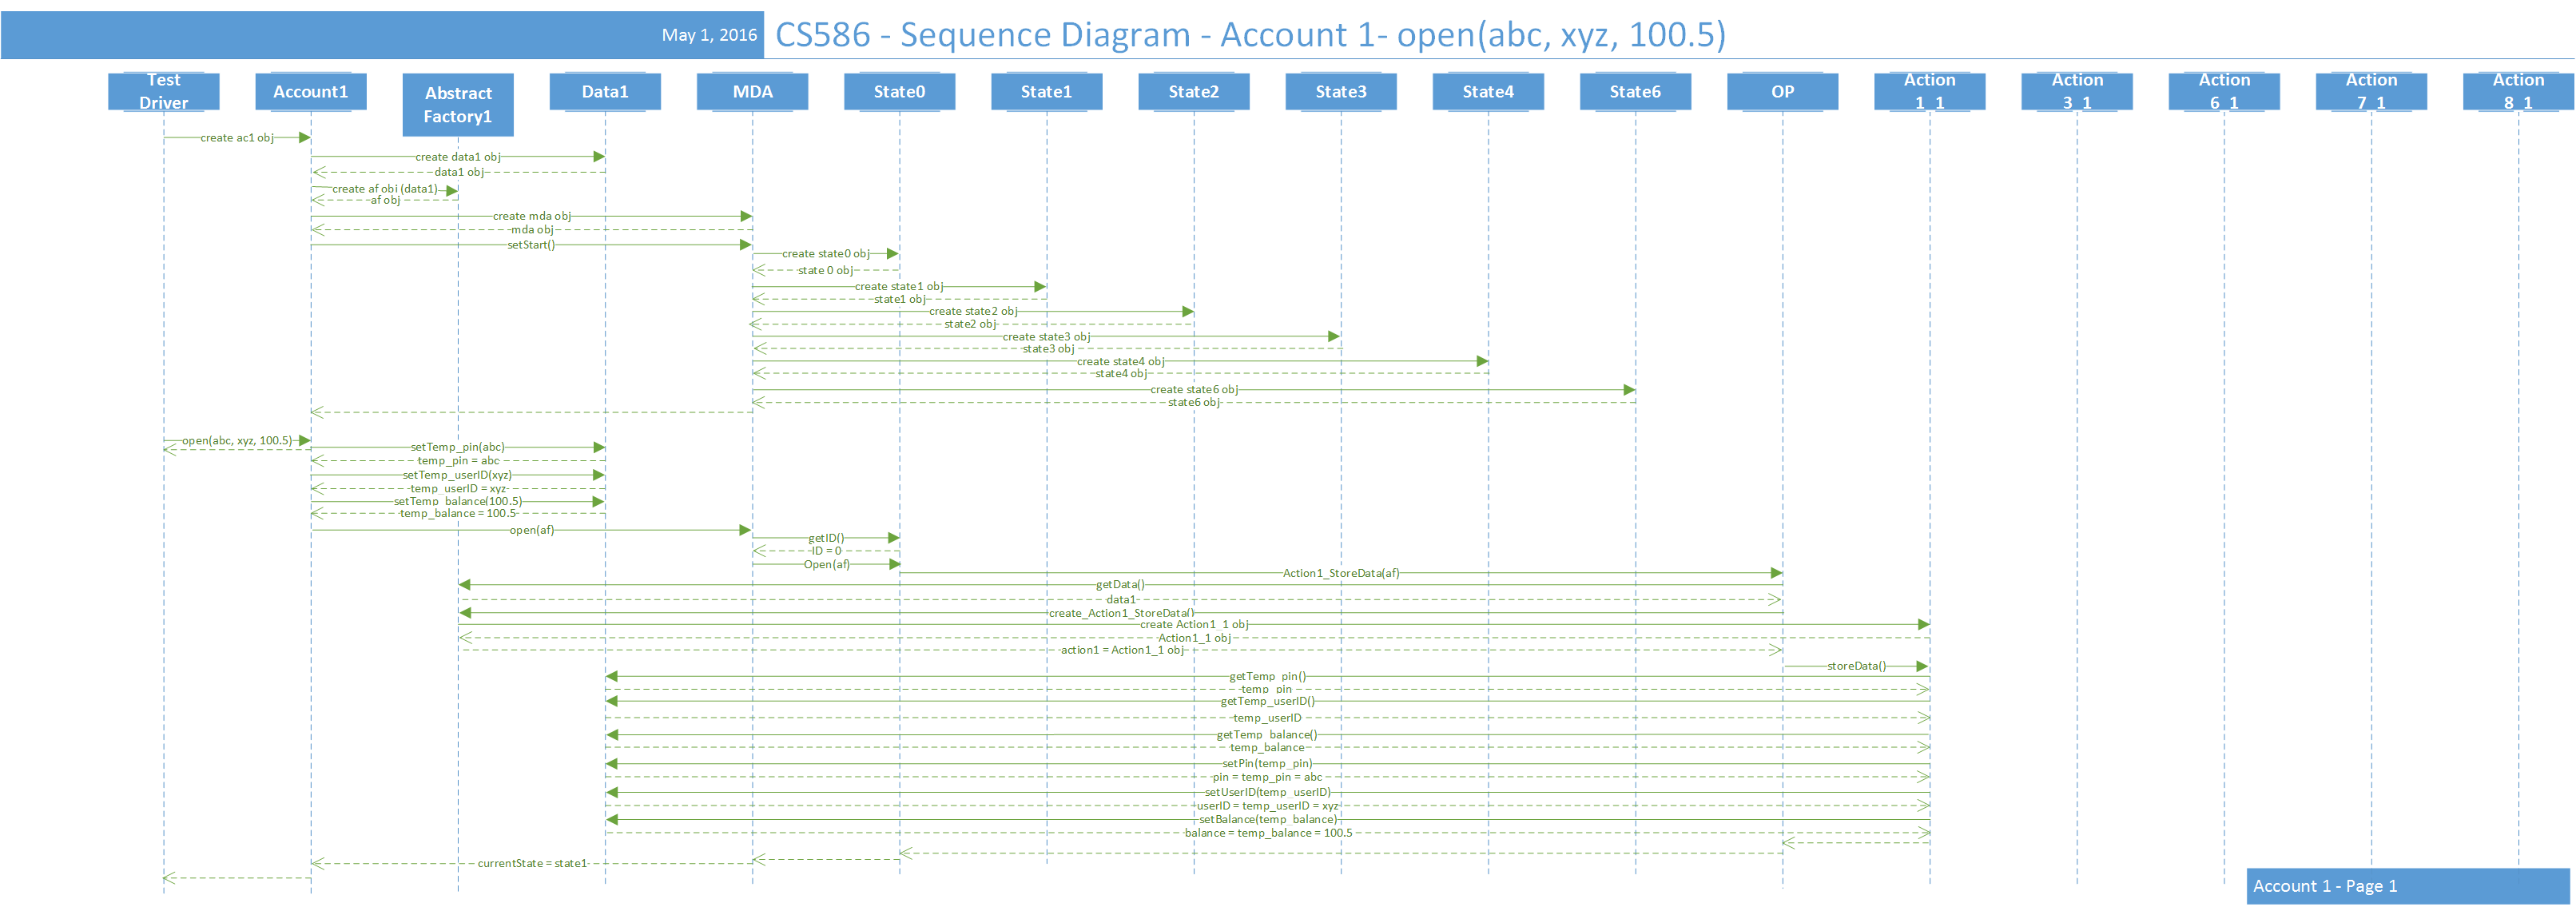 May 1, 2016
CS586 - Sequence Diagram - Account 1- open(abc, xyz, 100.5)
Test
Driver
Account1
Abstract
Factory1
Data1
MDA
State0
State1
State2
State3
State4
State6
OP
Action
1_1
Action
3_1
Action
6_1
Action
7_1
Action
8_1
create ac1 obj
create data1 obj
data1 obj
create af obj (data1)
af obj
create mda obj
mda obj
setStart()
create state0 obj
state 0 obj
create state1 obj
state1 obj
create state2 obj
state2 obj
create state3 obj
state3 obj
create state4 obj
state4 obj
create state6 obj
state6 obj
open(abc, xyz, 100.5)
setTemp_pin(abc)
temp_pin = abc
setTemp_userID(xyz)
temp_userID = xyz
setTemp_balance(100.5)
temp_balance = 100.5
open(af)
getID()
ID = 0
Open(af)
Action1_StoreData(af)
getData()
data1
create_Action1_StoreData()
create Action1_1 obj
Action1_1 obj
action1 = Action1_1 obj
storeData()
getTemp_pin()
temp_pin
getTemp_userID()
temp_userID
getTemp_balance()
temp_balance
setPin(temp_pin)
pin = temp_pin = abc
setUserID(temp_userID)
userID = temp_userID = xyz
setBalance(temp_balance)
balance = temp_balance = 100.5
currentState = state1
Account 1 - Page 1